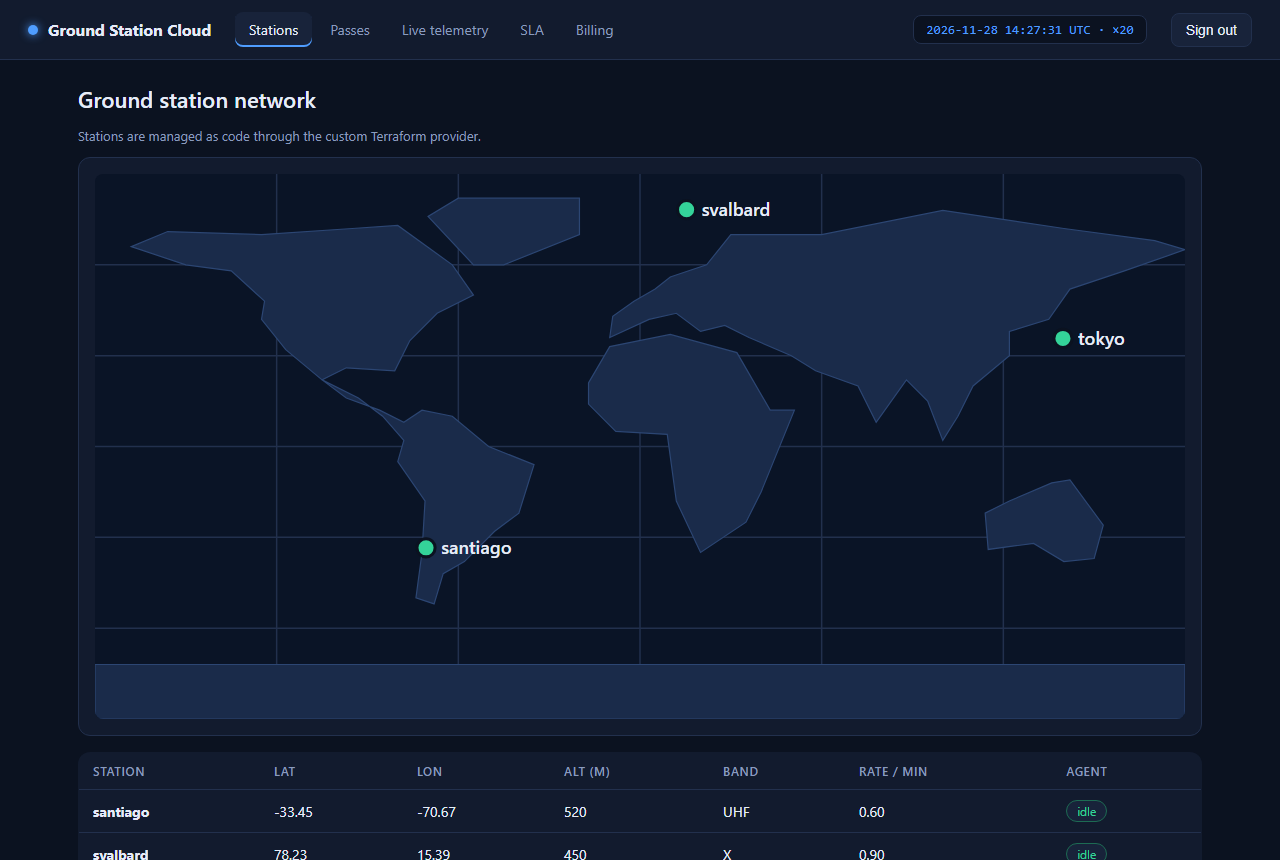 Ground Station Cloud Stations Passes Live telemetry SLA Billing 2026-11-28 14:27:31 UTC · ×20 Sign out
Ground station network
Stations are managed as code through the custom Terraform provider.
svalbard
tokyo
santiago
STATION LAT LON ALT (M) BAND RATE / MIN AGENT
santiago -33.45 -70.67 520 UHF 0.60 idle
svalbard 78.23 15.39 450 X 0.90 idle